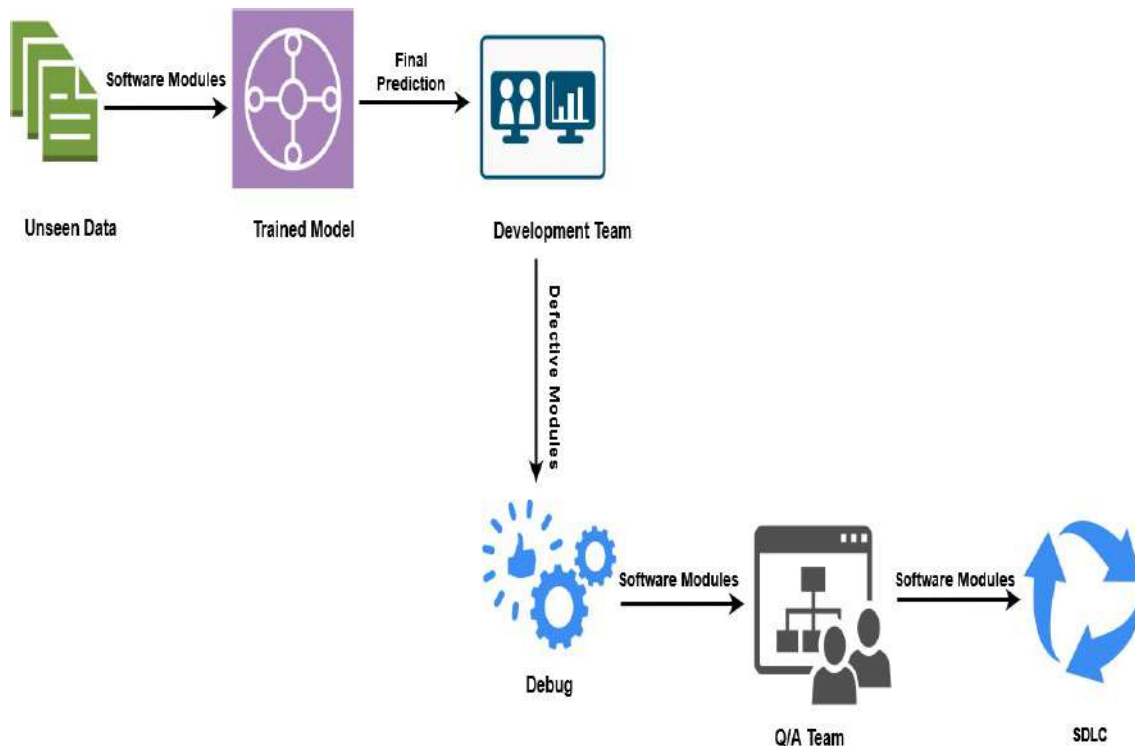 Software Modules
Final
Prediction
Unseen Data
Trained Model
Development Team
Defective Modules
Software Modules
Software Modules
Debug
Q/A Team
SDLC